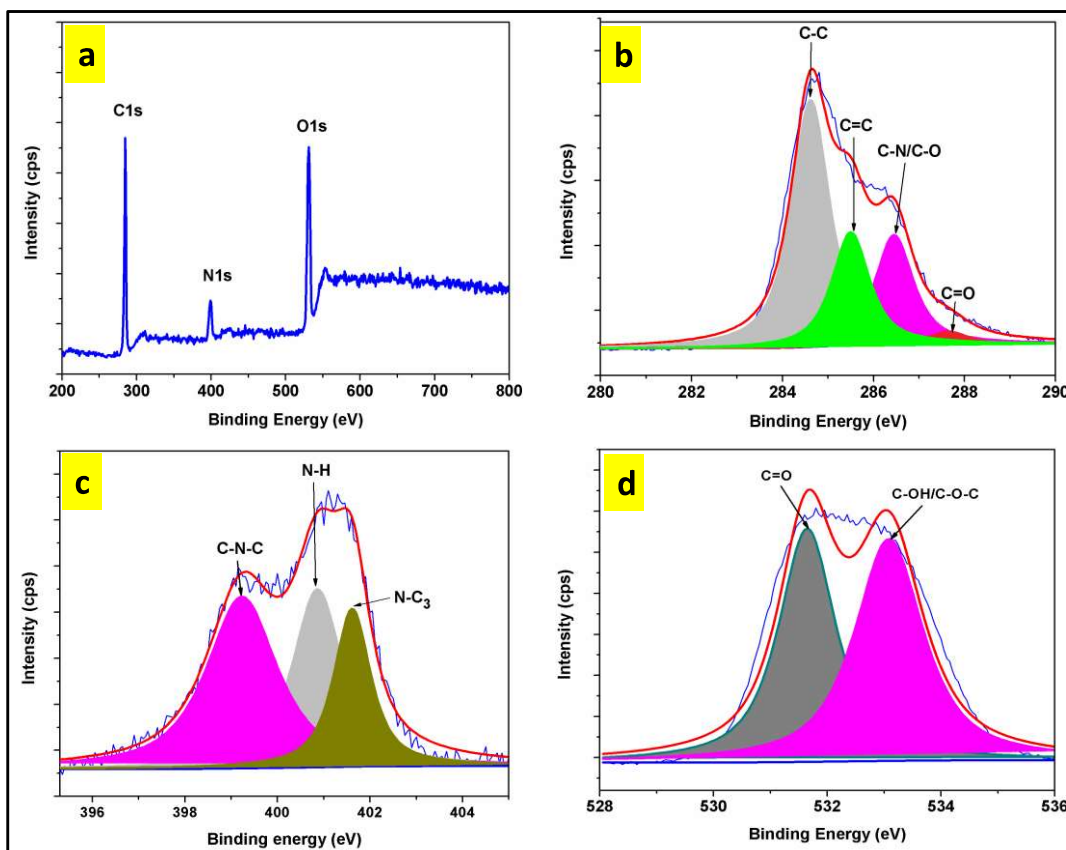 a
C1s
O1s
N1s
Intensity (cps)
200 300 400 500 600 700 800
Binding Energy (eV)
b
C-C
C=C
C-N/C-O
C=O
Intensity (cps)
280 282 284 286 288 290
Binding Energy (eV)
c
N-H
C-N-C
N-C₃
Intensity (cps)
396 398 400 402 404
Binding energy (eV)
d
C=O
C-OH/C-O-C
Intensity (cps)
528 530 532 534 536
Binding Energy (eV)